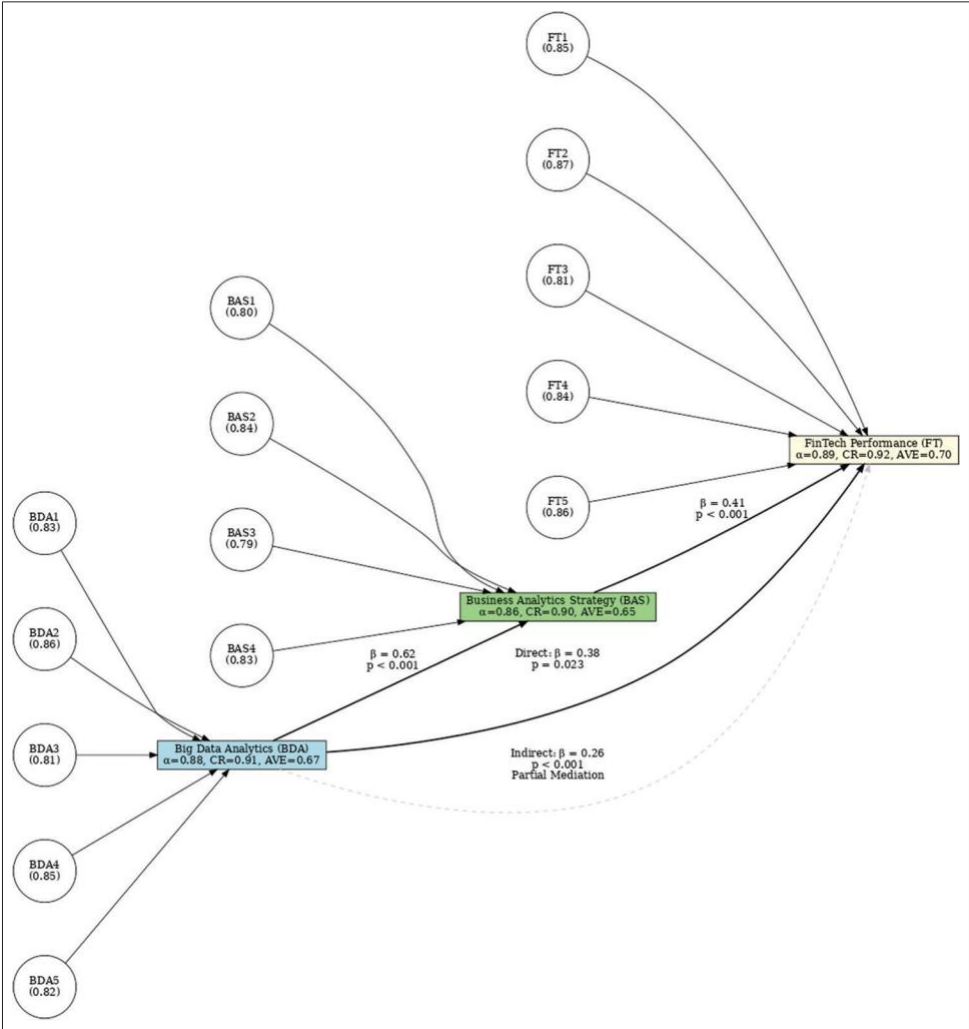 FT1
(0.85)
FT2
(0.87)
FT3
(0.81)
BAS1
(0.80)
FT4
(0.84)
BAS2
(0.84)
FinTech Performance (FT)
α=0.89, CR=0.92, AVE=0.70
FT5
(0.86)
β = 0.41
p < 0.001
BDA1
(0.83)
BAS3
(0.79)
Business Analytics Strategy (BAS)
α=0.86, CR=0.90, AVE=0.65
BDA2
(0.86)
BAS4
(0.83)
β = 0.62
p < 0.001
Direct: β = 0.38
p = 0.023
BDA3
(0.81)
Big Data Analytics (BDA)
α=0.88, CR=0.91, AVE=0.67
Indirect: β = 0.26
p < 0.001
Partial Mediation
BDA4
(0.85)
BDA5
(0.82)